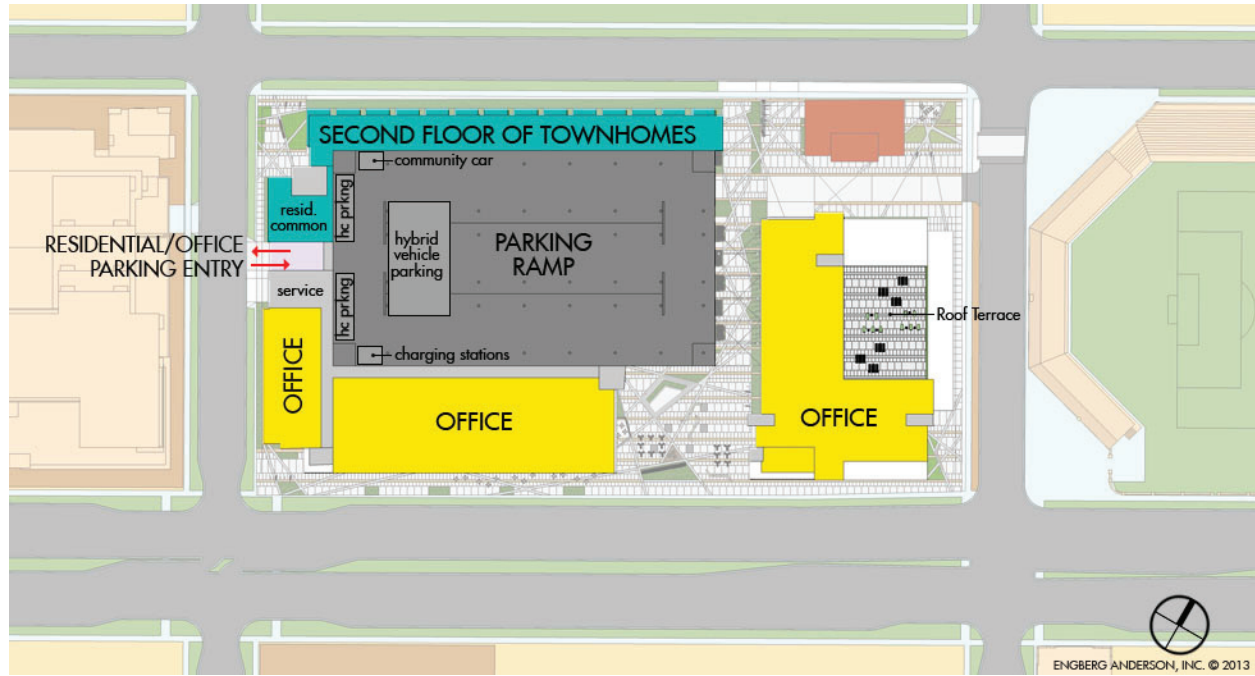 SECOND FLOOR OF TOWNHOMES
community car
hc prkng
resid.
common
RESIDENTIAL/OFFICE
PARKING ENTRY
hybrid
vehicle
parking
PARKING
RAMP
service
hc prkng
Roof Terrace
charging stations
OFFICE
OFFICE
OFFICE
ENGBERG ANDERSON, INC. © 2013